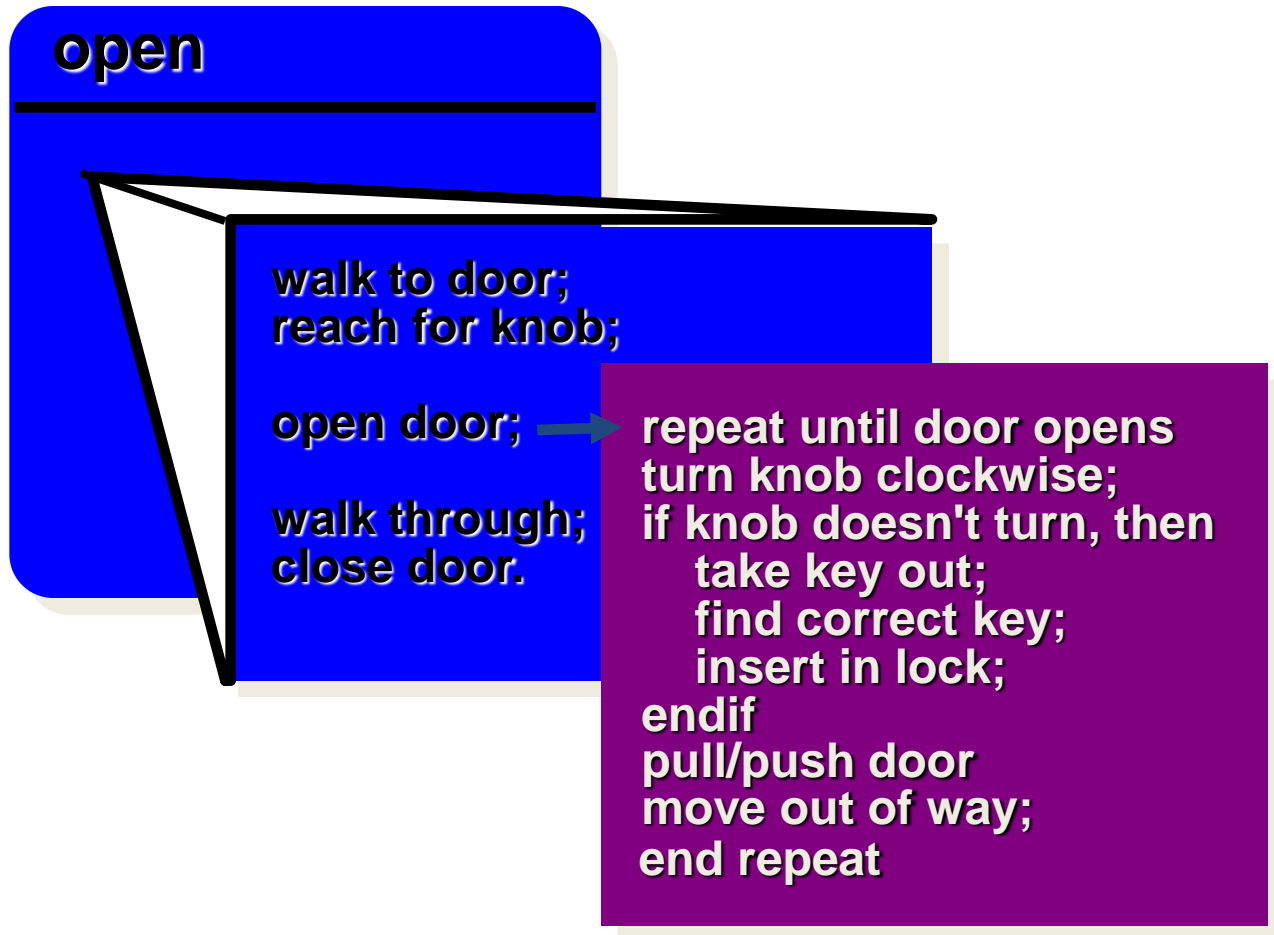 open
walk to door;
reach for knob;
open door;
walk through;
close door.
repeat until door opens
turn knob clockwise;
if knob doesn't turn, then
take key out;
find correct key;
insert in lock;
endif
pull/push door
move out of way;
end repeat